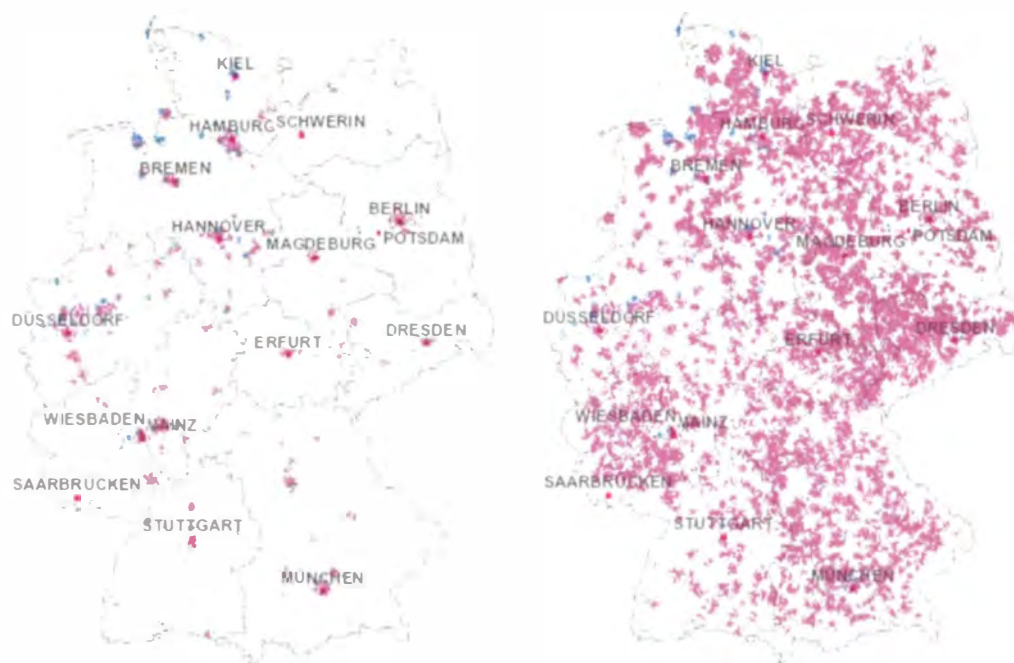 KIEL
HAMBURG
SCHWERIN
BREMEN
BERLIN
HANNOVER
MAGDEBURG
POTSDAM
DÜSSELDORF
ERFURT
DRESDEN
WIESBADEN
MAINZ
SAARBRÜCKEN
STUTTGART
MÜNCHEN
KIEL
HAMBURG
SCHWERIN
BREMEN
BERLIN
HANNOVER
POTSDAM
MAGDEBURG
DÜSSELDORF
DRESDEN
ERFURT
WIESBADEN
MAINZ
SAARBRÜCKEN
STUTTGART
MÜNCHEN